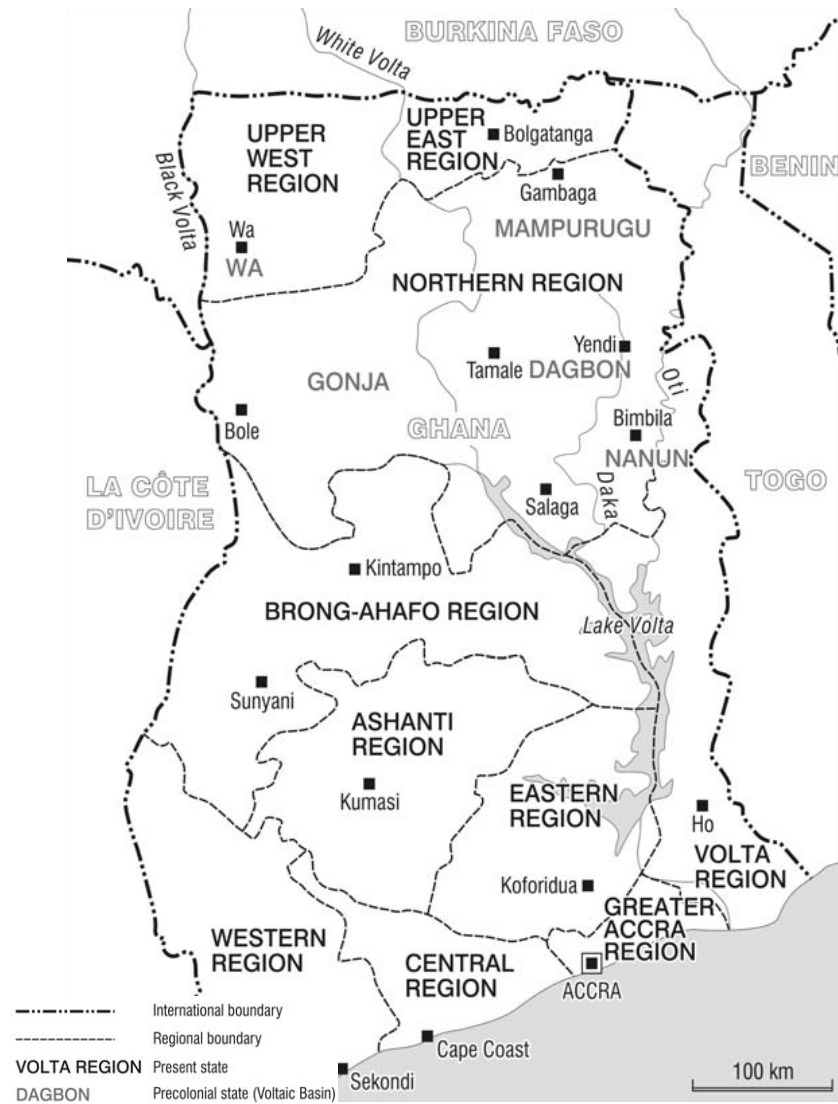 BURKINA FASO
White Volta
UPPER
WEST
REGION
UPPER
EAST
REGION
Bolgatanga
Black Volta
BENIN
Gambaga
MAMPURUGU
Wa
WA
NORTHERN REGION
Yendi
Tamale
DAGBON
GONJA
Oti
Bole
GHANA
Bimbila
NANUN
LA CÔTE
D'IVOIRE
TOGO
Salaga
Daka
Kintampo
BRONG-AHAFO REGION
Lake Volta
Sunyani
ASHANTI
REGION
Kumasi
EASTERN
REGION
Ho
VOLTA
REGION
Koforidua
GREATER
ACCRA
REGION
WESTERN
REGION
CENTRAL
REGION
ACCRA
Cape Coast
Sekondi
International boundary
Regional boundary
VOLTA REGION Present state
DAGBON Precolonial state (Voltaic Basin)
100 km